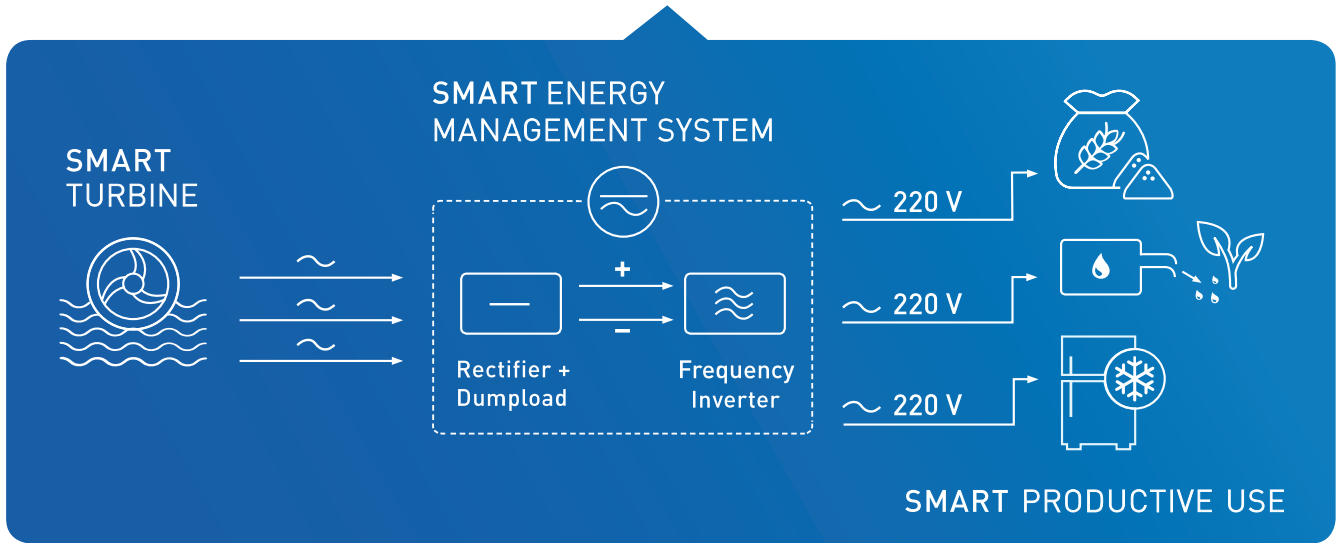 SMART
TURBINE
SMART ENERGY
MANAGEMENT SYSTEM
+
−
Rectifier +
Dumpload
Frequency
Inverter
220 V
220 V
220 V
SMART PRODUCTIVE USE